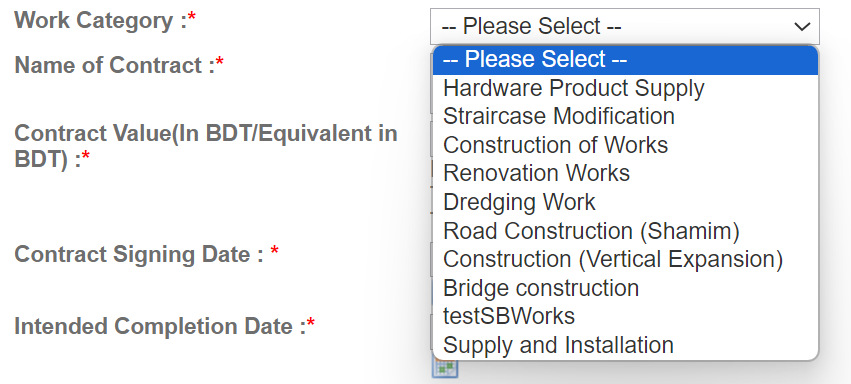 Work Category :*
-- Please Select --
Name of Contract :*
-- Please Select --
Hardware Product Supply
Straircase Modification
Construction of Works
Renovation Works
Dredging Work
Road Construction (Shamim)
Construction (Vertical Expansion)
Bridge construction
testSBWorks
Supply and Installation
Contract Value(In BDT/Equivalent in
BDT) :*
Contract Signing Date : *
Intended Completion Date :*